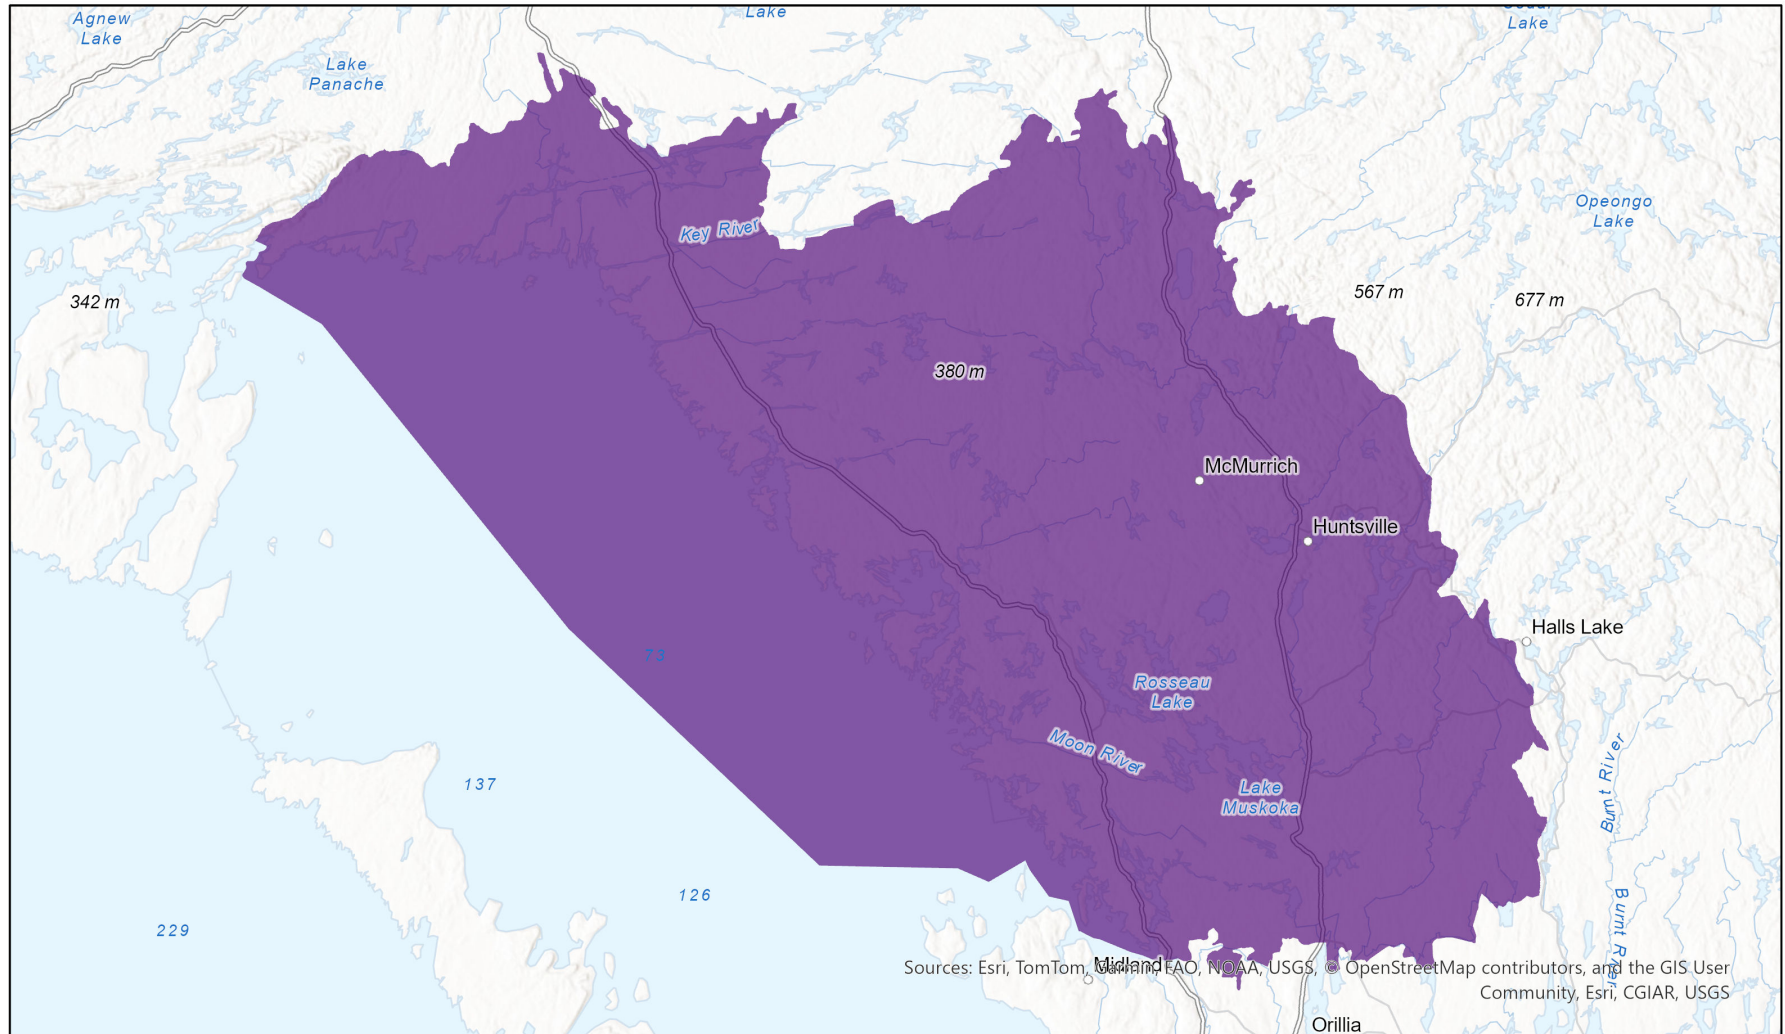 Agnew
Lake
Lake
Lake
Lake
Panache
Opeongo
Lake
Key River
342 m
567 m
677 m
380 m
McMurrich
Huntsville
Halls Lake
73
Rosseau
Lake
Moon River
Lake
Muskoka
Burnt River
137
126
229
Burnt River
Midland
Sources: Esri, TomTom, Garmin, FAO, NOAA, USGS, © OpenStreetMap contributors, and the GIS User
Community, Esri, CGIAR, USGS
Orillia